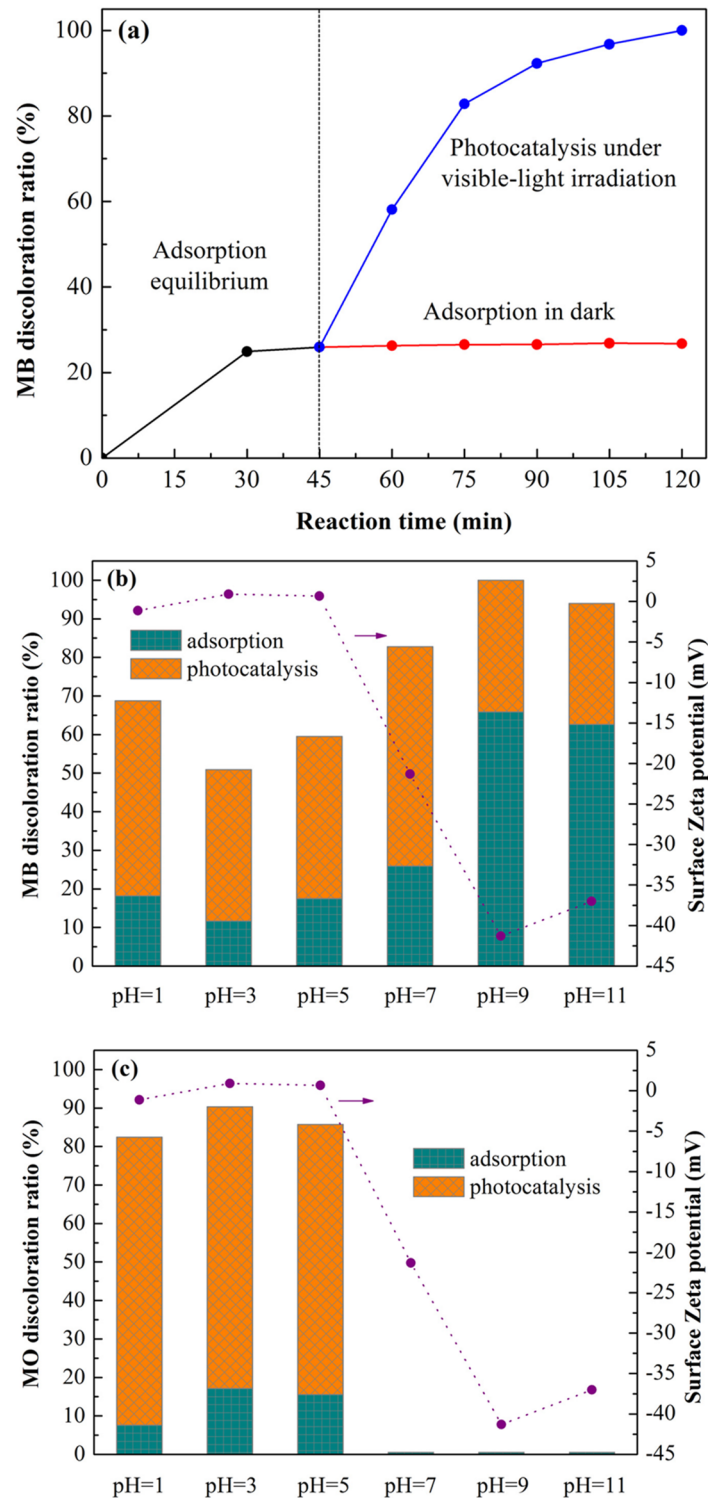 (a)
100
80
60
40
20
0
MB discoloration ratio (%)
Adsorption
equilibrium
Photocatalysis under
visible-light irradiation
Adsorption in dark
0 15 30 45 60 75 90 105 120
Reaction time (min)
(b)
100
90
80
70
60
50
40
30
20
10
0
MB discoloration ratio (%)
adsorption
photocatalysis
5
0
-5
-10
-15
-20
-25
-30
-35
-40
-45
Surface Zeta potential (mV)
pH=1 pH=3 pH=5 pH=7 pH=9 pH=11
(c)
100
90
80
70
60
50
40
30
20
10
0
MO discoloration ratio (%)
adsorption
photocatalysis
5
0
-5
-10
-15
-20
-25
-30
-35
-40
-45
Surface Zeta potential (mV)
pH=1 pH=3 pH=5 pH=7 pH=9 pH=11